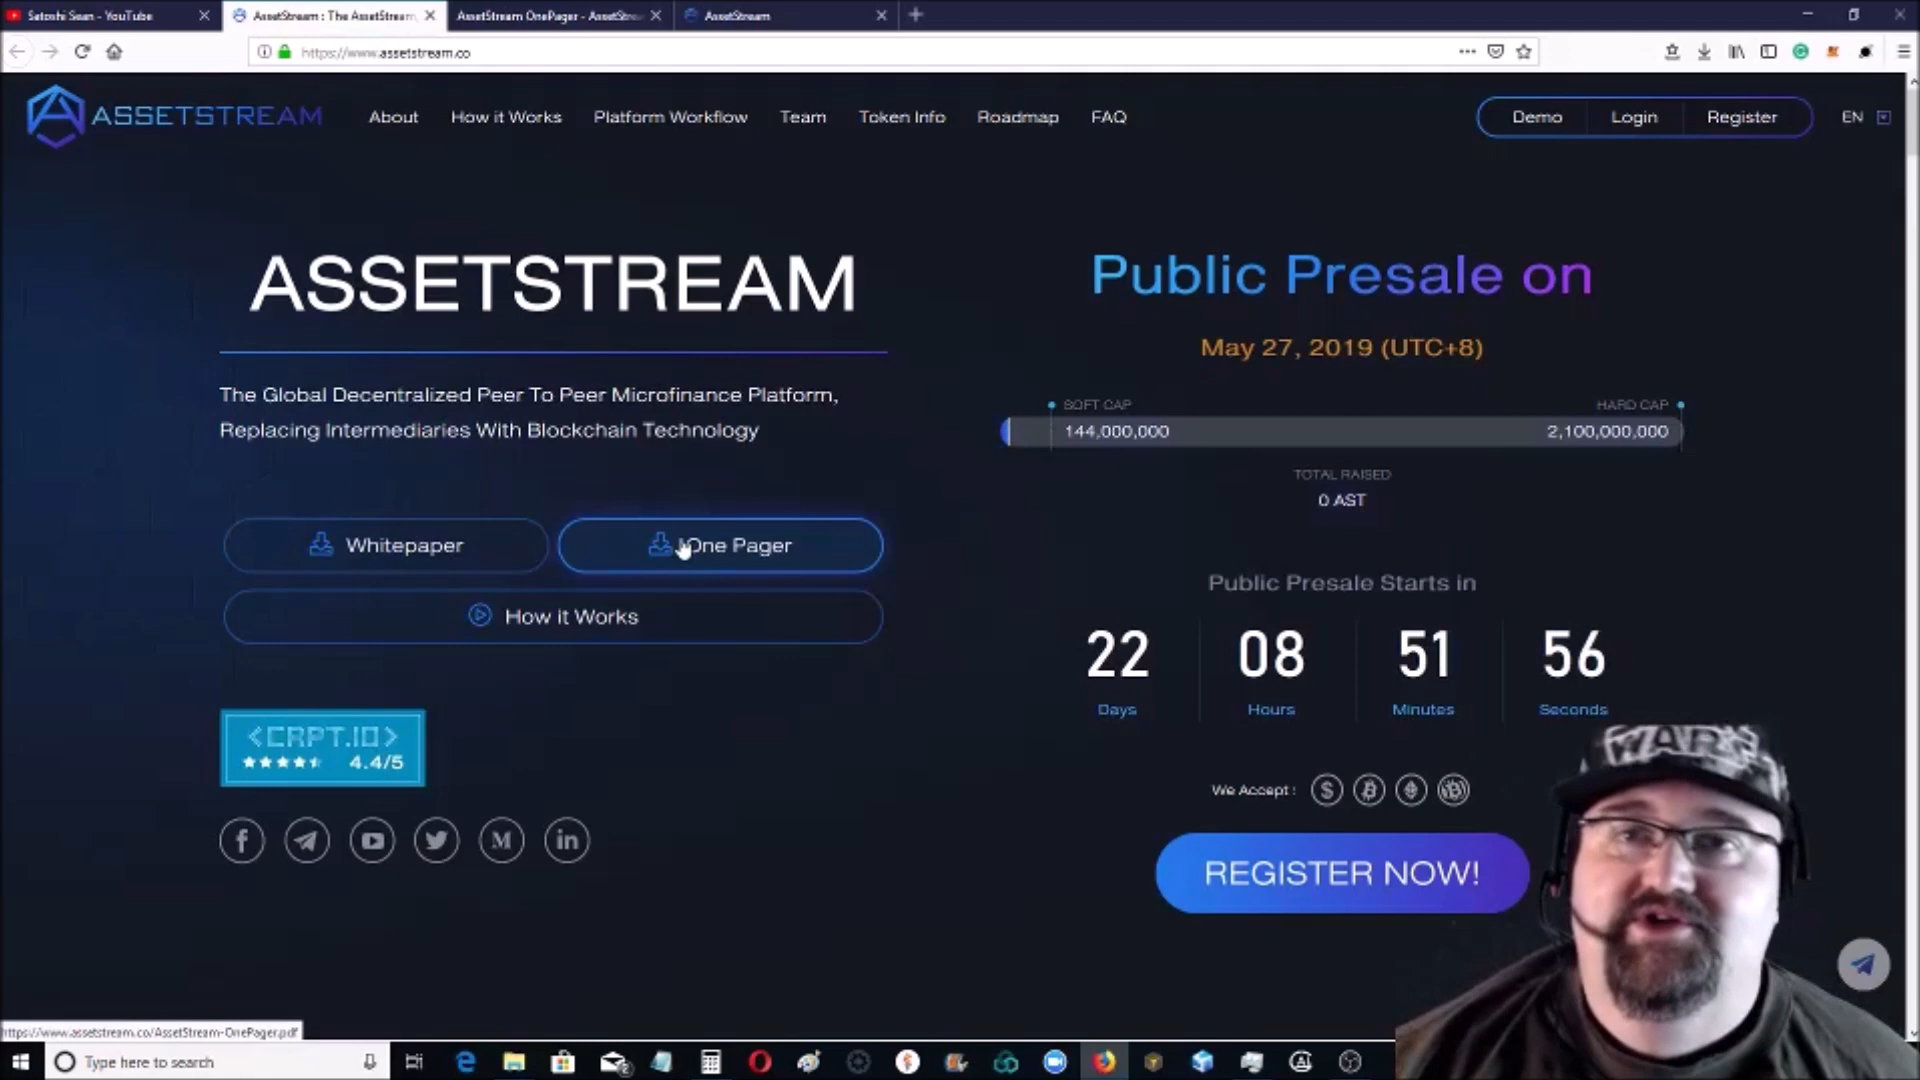 Satoshi Sean - YouTube
AssetStream : The AssetStream,
AssetStream OnePager - AssetStre
AssetStream
https://www.assetstream.co
ASSETSTREAM
About
How it Works
Platform Workflow
Team
Token Info
Roadmap
FAQ
Demo
Login
Register
EN
ASSETSTREAM
The Global Decentralized Peer To Peer Microfinance Platform,
Replacing Intermediaries With Blockchain Technology
Whitepaper
One Pager
How it Works
<CRPT.IO>
4.4/5
Public Presale on
May 27, 2019 (UTC+8)
SOFT CAP
HARD CAP
144,000,000
2,100,000,000
TOTAL RAISED
0 AST
Public Presale Starts in
22
08
51
56
Days
Hours
Minutes
Seconds
We Accept :
REGISTER NOW!
https://www.assetstream.co/AssetStream-OnePager.pdf
Type here to search